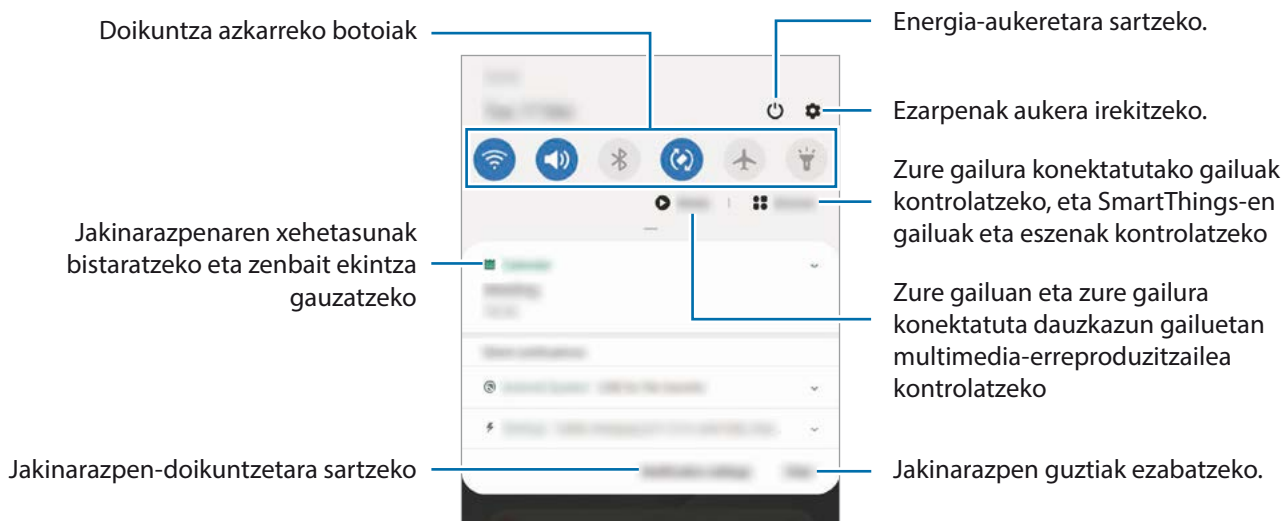 Doikuntza azkarreko botoiak
Energia-aukeretara sartzeko.
Ezarpenak aukera irekitzeko.
Zure gailura konektatutako gailuak
kontrolatzeko, eta SmartThings-en
gailuak eta eszenak kontrolatzeko
Jakinarazpenaren xehetasunak
bistaratzeko eta zenbait ekintza
gauzatzeko
Zure gailuan eta zure gailura
konektatuta dauzkazun gailuetan
multimedia-erreproduzitzailea
kontrolatzeko
Jakinarazpen-doikuntzetara sartzeko
Jakinarazpen guztiak ezabatzeko.